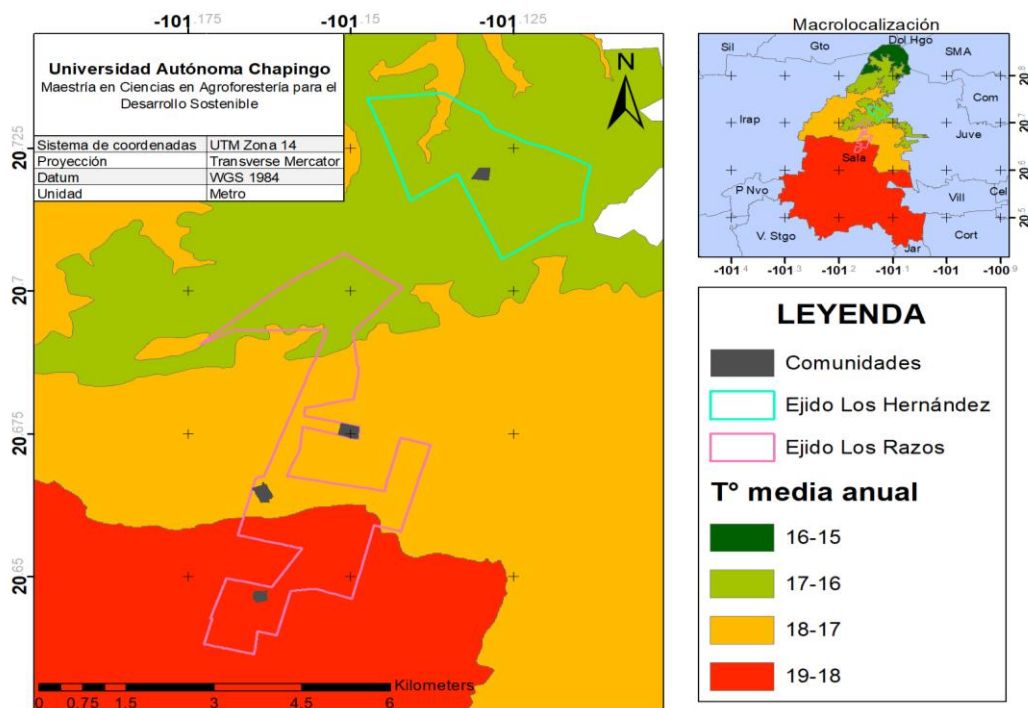 -101.175 -101.15 -101.125
Universidad Autónoma Chapingo
Maestría en Ciencias en Agroforestería para el
Desarrollo Sostenible
Sistema de coordenadas UTM Zona 14
Proyección Transverse Mercator
Datum WGS 1984
Unidad Metro
N
20.725
20.7
20.675
20.65
Kilometers
0 0.75 1.5 3 4.5 6
Macrolocalización
Sil Gto Dol.Hgo SMA
Com
Irap Juve
Sala
P Nvo Vill Cel
V. Stgo Cort
Jar
20.8
20.7
20.6
20.5
-101.4 -101.3 -101.2 -101.1 -101 -100.9
LEYENDA
Comunidades
Ejido Los Hernández
Ejido Los Razos
T° media anual
16-15
17-16
18-17
19-18